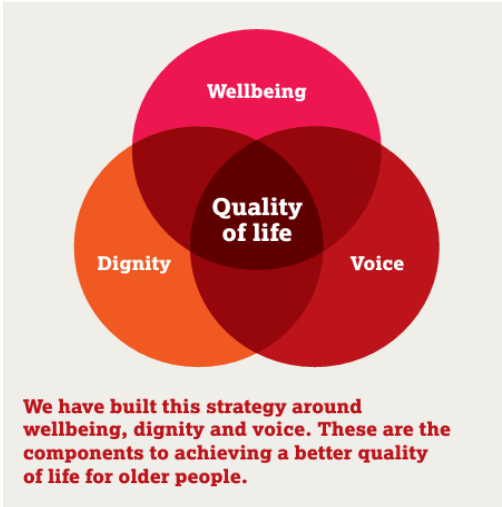 Wellbeing
Quality
of life
Dignity
Voice
We have built this strategy around
wellbeing, dignity and voice. These are the
components to achieving a better quality
of life for older people.